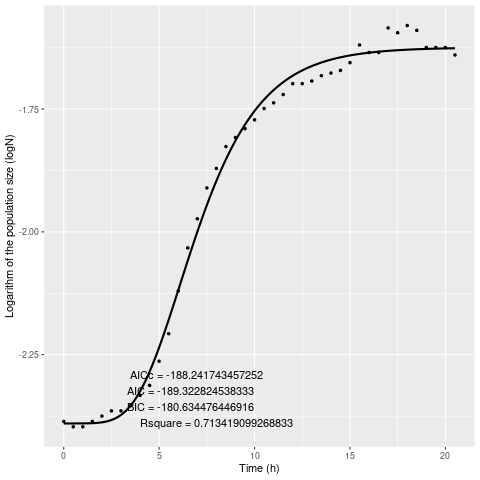 -1.75
-2.00
-2.25
Logarithm of the population size (logN)
AICc = -188.241743457252
AIC = -189.322824538333
BIC = -180.634476446916
Rsquare = 0.713419099268833
0
5
10
15
20
Time (h)